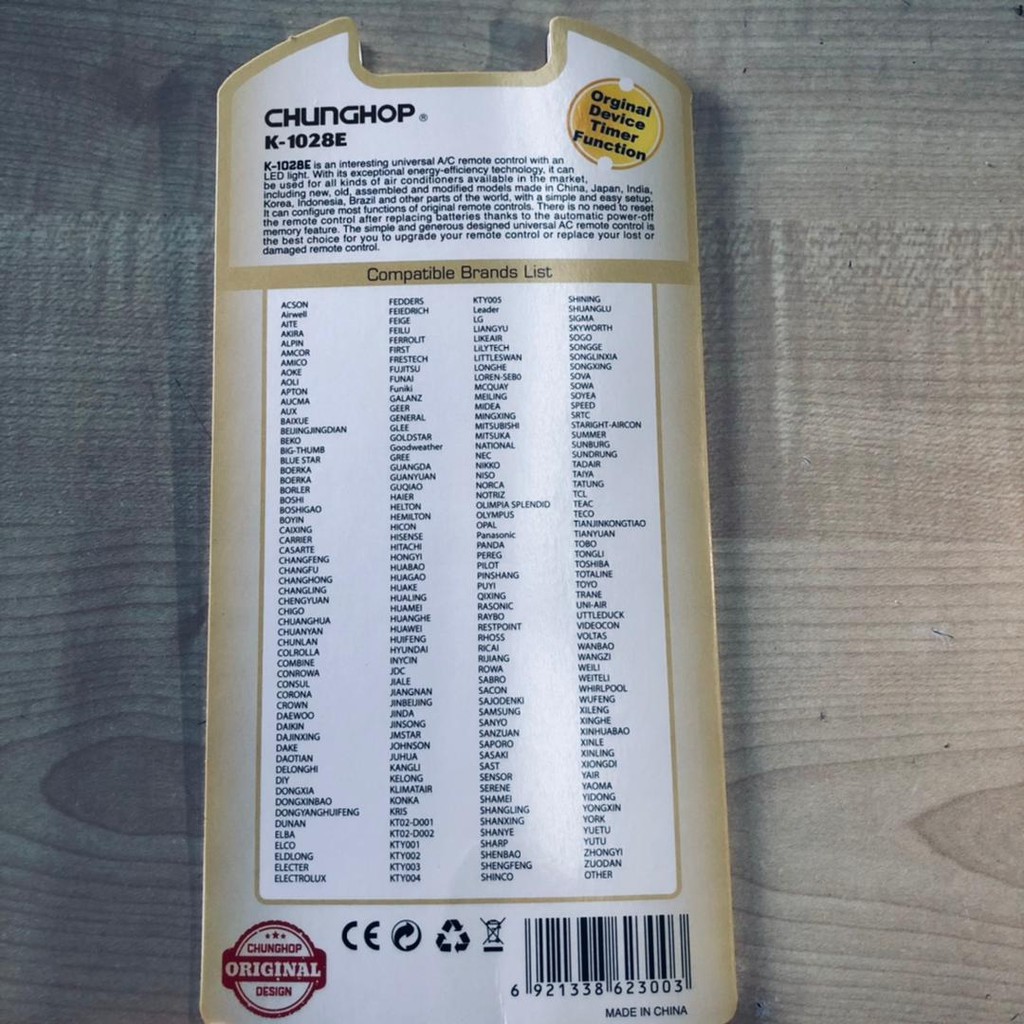 CHUNGHOP®
K-1028E
Orginal
Device
Timer
Function
K-1028E is an interesting universal A/C remote control with an
LED light. With its exceptional energy-efficiency technology, it can
be used for all kinds of air conditioners available in the market,
including new, old, assembled and modified models made in China, Japan, India,
Korea, Indonesia, Brazil and other parts of the world, with a simple and easy setup.
It can configure most functions of original remote controls. There is no need to reset
the remote control after replacing batteries thanks to the automatic power-off
memory feature. The simple and generous designed universal AC remote control is
the best choice for you to upgrade your remote control or replace your lost or
damaged remote control.
Compatible Brands List
ACSON
Airwell
AITE
AKIRA
ALPIN
AMCOR
AMICO
AOKE
AOLI
APTON
AUCMA
AUX
BAIXUE
BEIJINGJINGDIAN
BEKO
BIG-THUMB
BLUE STAR
BOERKA
BOERKA
BORLER
BOSHI
BOSHIGAO
BOYIN
CAIXING
CARRIER
CASARTE
CHANGFENG
CHANGFU
CHANGHONG
CHANGLING
CHENGYUAN
CHIGO
CHUANGHUA
CHUANYAN
CHUNLAN
COLROLLA
COMBINE
CONROWA
CONSUL
CORONA
CROWN
DAEWOO
DAIKIN
DAJINXING
DAKE
DAOTIAN
DELONGHI
DIY
DONGXIA
DONGXINBAO
DONGYANGHUIFENG
DUNAN
ELBA
ELCO
ELDLONG
ELECTER
ELECTROLUX
FEDDERS
FEIEDRICH
FEIGE
FEILU
FERROLIT
FIRST
FRESTECH
FUJITSU
FUNAI
Funiki
GALANZ
GEER
GENERAL
GLEE
GOLDSTAR
Goodweather
GREE
GUANGDA
GUANYUAN
GUQIAO
HAIER
HELTON
HEMILTON
HICON
HISENSE
HITACHI
HONGYI
HUABAO
HUAGAO
HUAKE
HUALING
HUAMEI
HUANGHE
HUAWEI
HUIFENG
HYUNDAI
INYCIN
JDC
JIALE
JIANGNAN
JINBEIJING
JINDA
JINSONG
JMSTAR
JOHNSON
JUHUA
KANGLI
KELONG
KLIMATAIR
KONKA
KRIS
KT02-D001
KT02-D002
KTY001
KTY002
KTY003
KTY004
KTY005
Leader
LG
LIANGYU
LIKEAIR
LILYTECH
LITTLESWAN
LONGHE
LOREN-SEBO
MCQUAY
MEILING
MIDEA
MINGXING
MITSUBISHI
MITSUKA
NATIONAL
NEC
NIKKO
NISO
NORCA
NOTRIZ
OLIMPIA SPLENDID
OLYMPUS
OPAL
Panasonic
PANDA
PEREG
PILOT
PINSHANG
PUYI
QIXING
RASONIC
RAYBO
RESTPOINT
RHOSS
RICAI
RIJIANG
ROWA
SABRO
SACON
SAJODENKI
SAMSUNG
SANYO
SANZUAN
SAPORO
SASAKI
SAST
SENSOR
SERENE
SHAMEI
SHANGLING
SHANXING
SHANYE
SHARP
SHENBAO
SHENGFENG
SHINCO
SHINING
SHUANGLU
SIGMA
SKYWORTH
SOGO
SONGGE
SONGLINXIA
SONGXING
SOVA
SOWA
SOYEA
SPEED
SRTC
STARIGHT-AIRCON
SUMMER
SUNBURG
SUNDRUNG
TADAIR
TAIYA
TATUNG
TCL
TEAC
TECO
TIANJINKONGTIAO
TIANYUAN
TOBO
TONGLI
TOSHIBA
TOTALINE
TOYO
TRANE
UNI-AIR
UTTLEDUCK
VIDEOCON
VOLTAS
WANBAO
WANGZI
WEILI
WEITELI
WHIRLPOOL
WUFENG
XILENG
XINGHE
XINHUABAO
XINLE
XINLING
XIONGDI
YAIR
YAOMA
YIDONG
YONGXIN
YORK
YUETU
YUTU
ZHONGYI
ZUODAN
OTHER
CHUNGHOP
ORIGINAL
DESIGN
CE
6 921338 623003
MADE IN CHINA